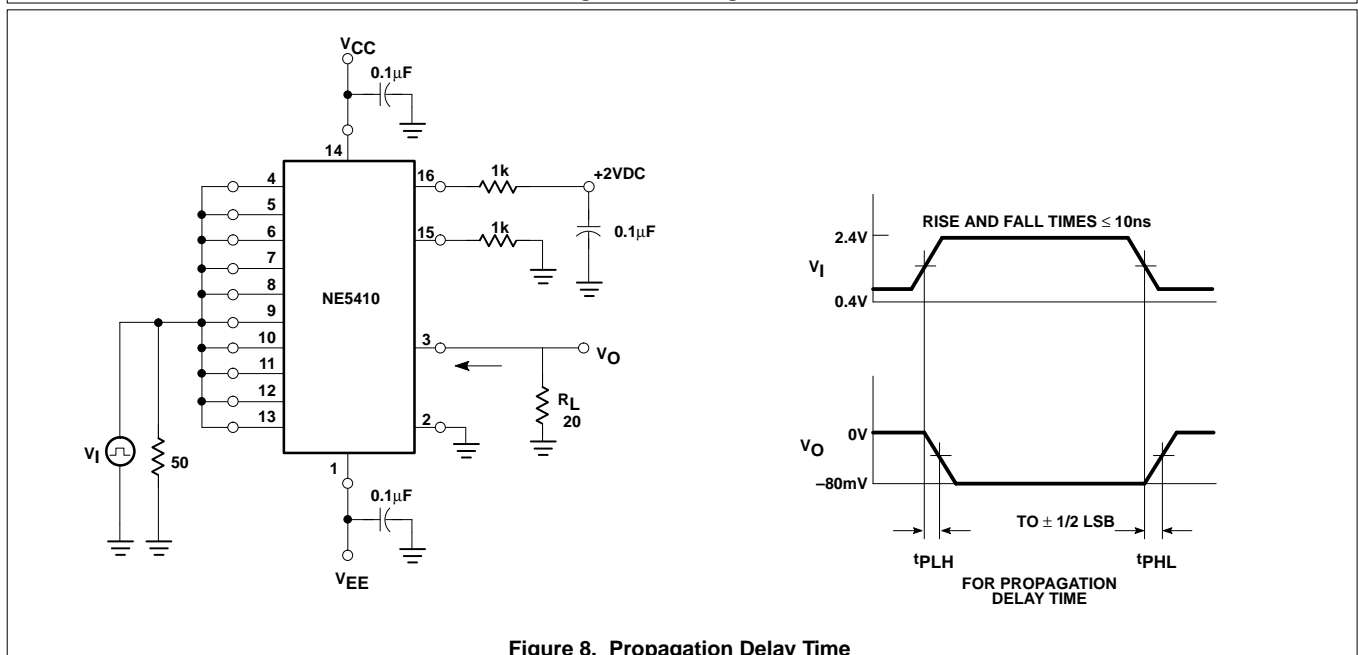 VCC
0.1μF
14
4
5
6
7
8
9
10
11
12
13
NE5410
16
1k
+2VDC
0.1μF
15
1k
3
VO
RL
20
2
VI
50
1
0.1μF
VEE
RISE AND FALL TIMES ≤ 10ns
2.4V
VI
0.4V
0V
VO
–80mV
TO ± 1/2 LSB
tPLH
tPHL
FOR PROPAGATION
DELAY TIME
Figure 8. Propagation Delay Time